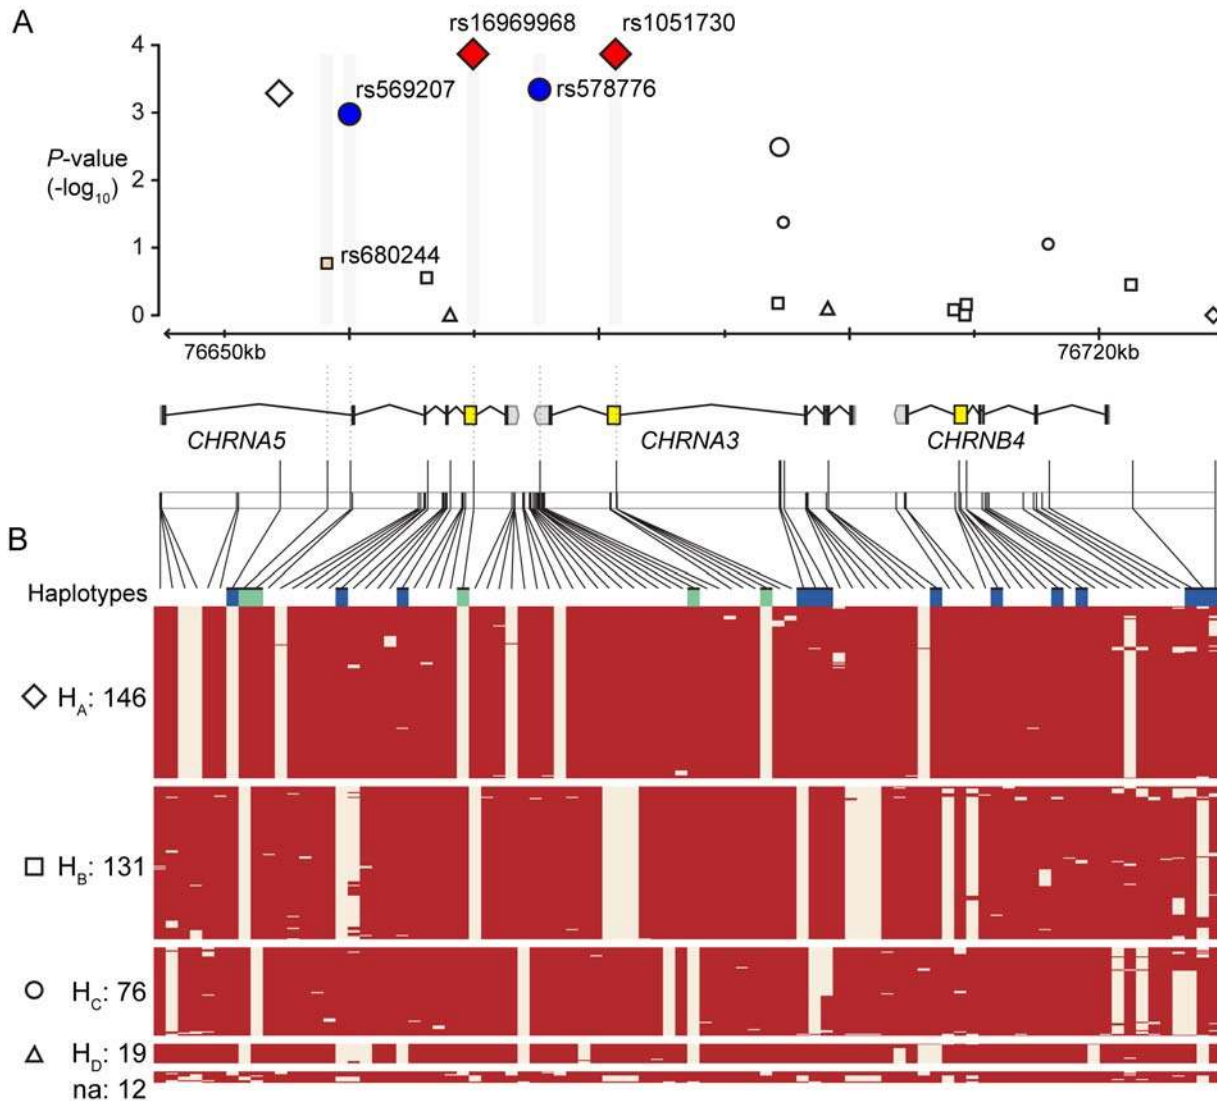 A
rs16969968 rs1051730
4
rs569207 rs578776
3
P-value
(-log10)
2
1
rs680244
0
76650kb 76720kb
CHRNA5 CHRNA3 CHRNB4
B
Haplotypes
HA: 146
HB: 131
HC: 76
HD: 19
na: 12